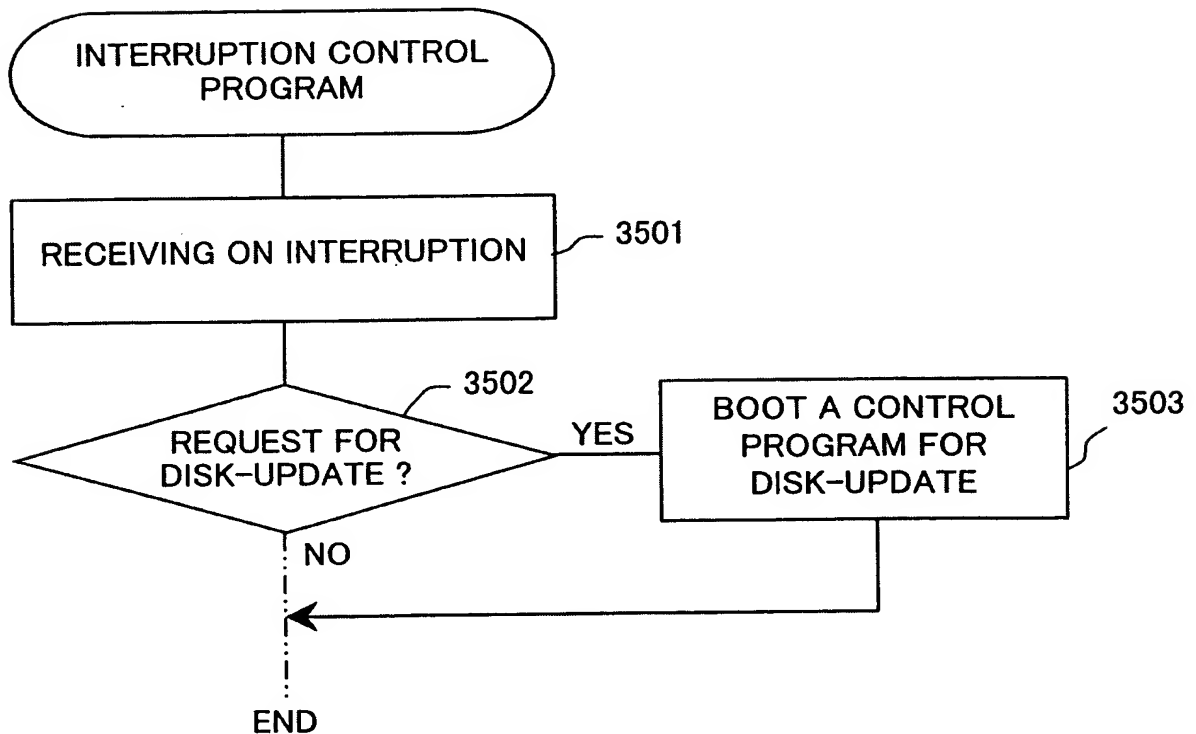 INTERRUPTION CONTROL
PROGRAM
RECEIVING ON INTERRUPTION
3501
3502
REQUEST FOR
DISK-UPDATE ?
YES
BOOT A CONTROL
PROGRAM FOR
DISK-UPDATE
3503
NO
END